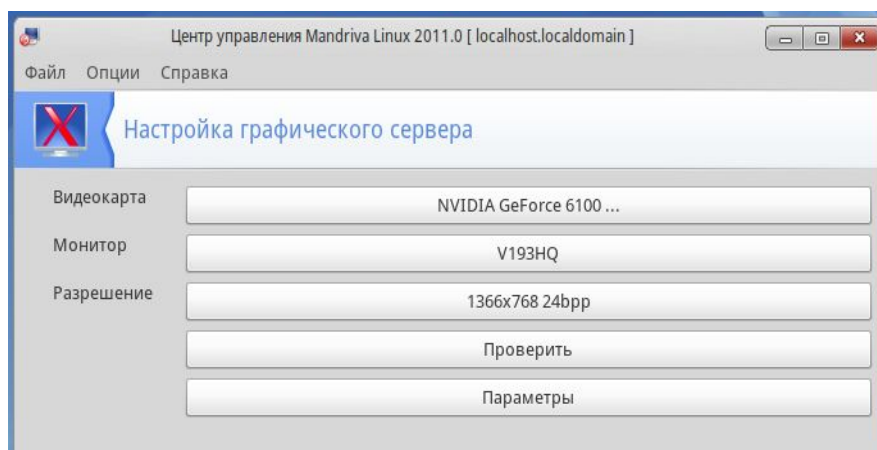 Центр управления Mandriva Linux 2011.0 [ localhost.localdomain ]
Файл Опции Справка
Настройка графического сервера
Видеокарта NVIDIA GeForce 6100 ...
Монитор V193HQ
Разрешение 1366x768 24bpp
Проверить
Параметры